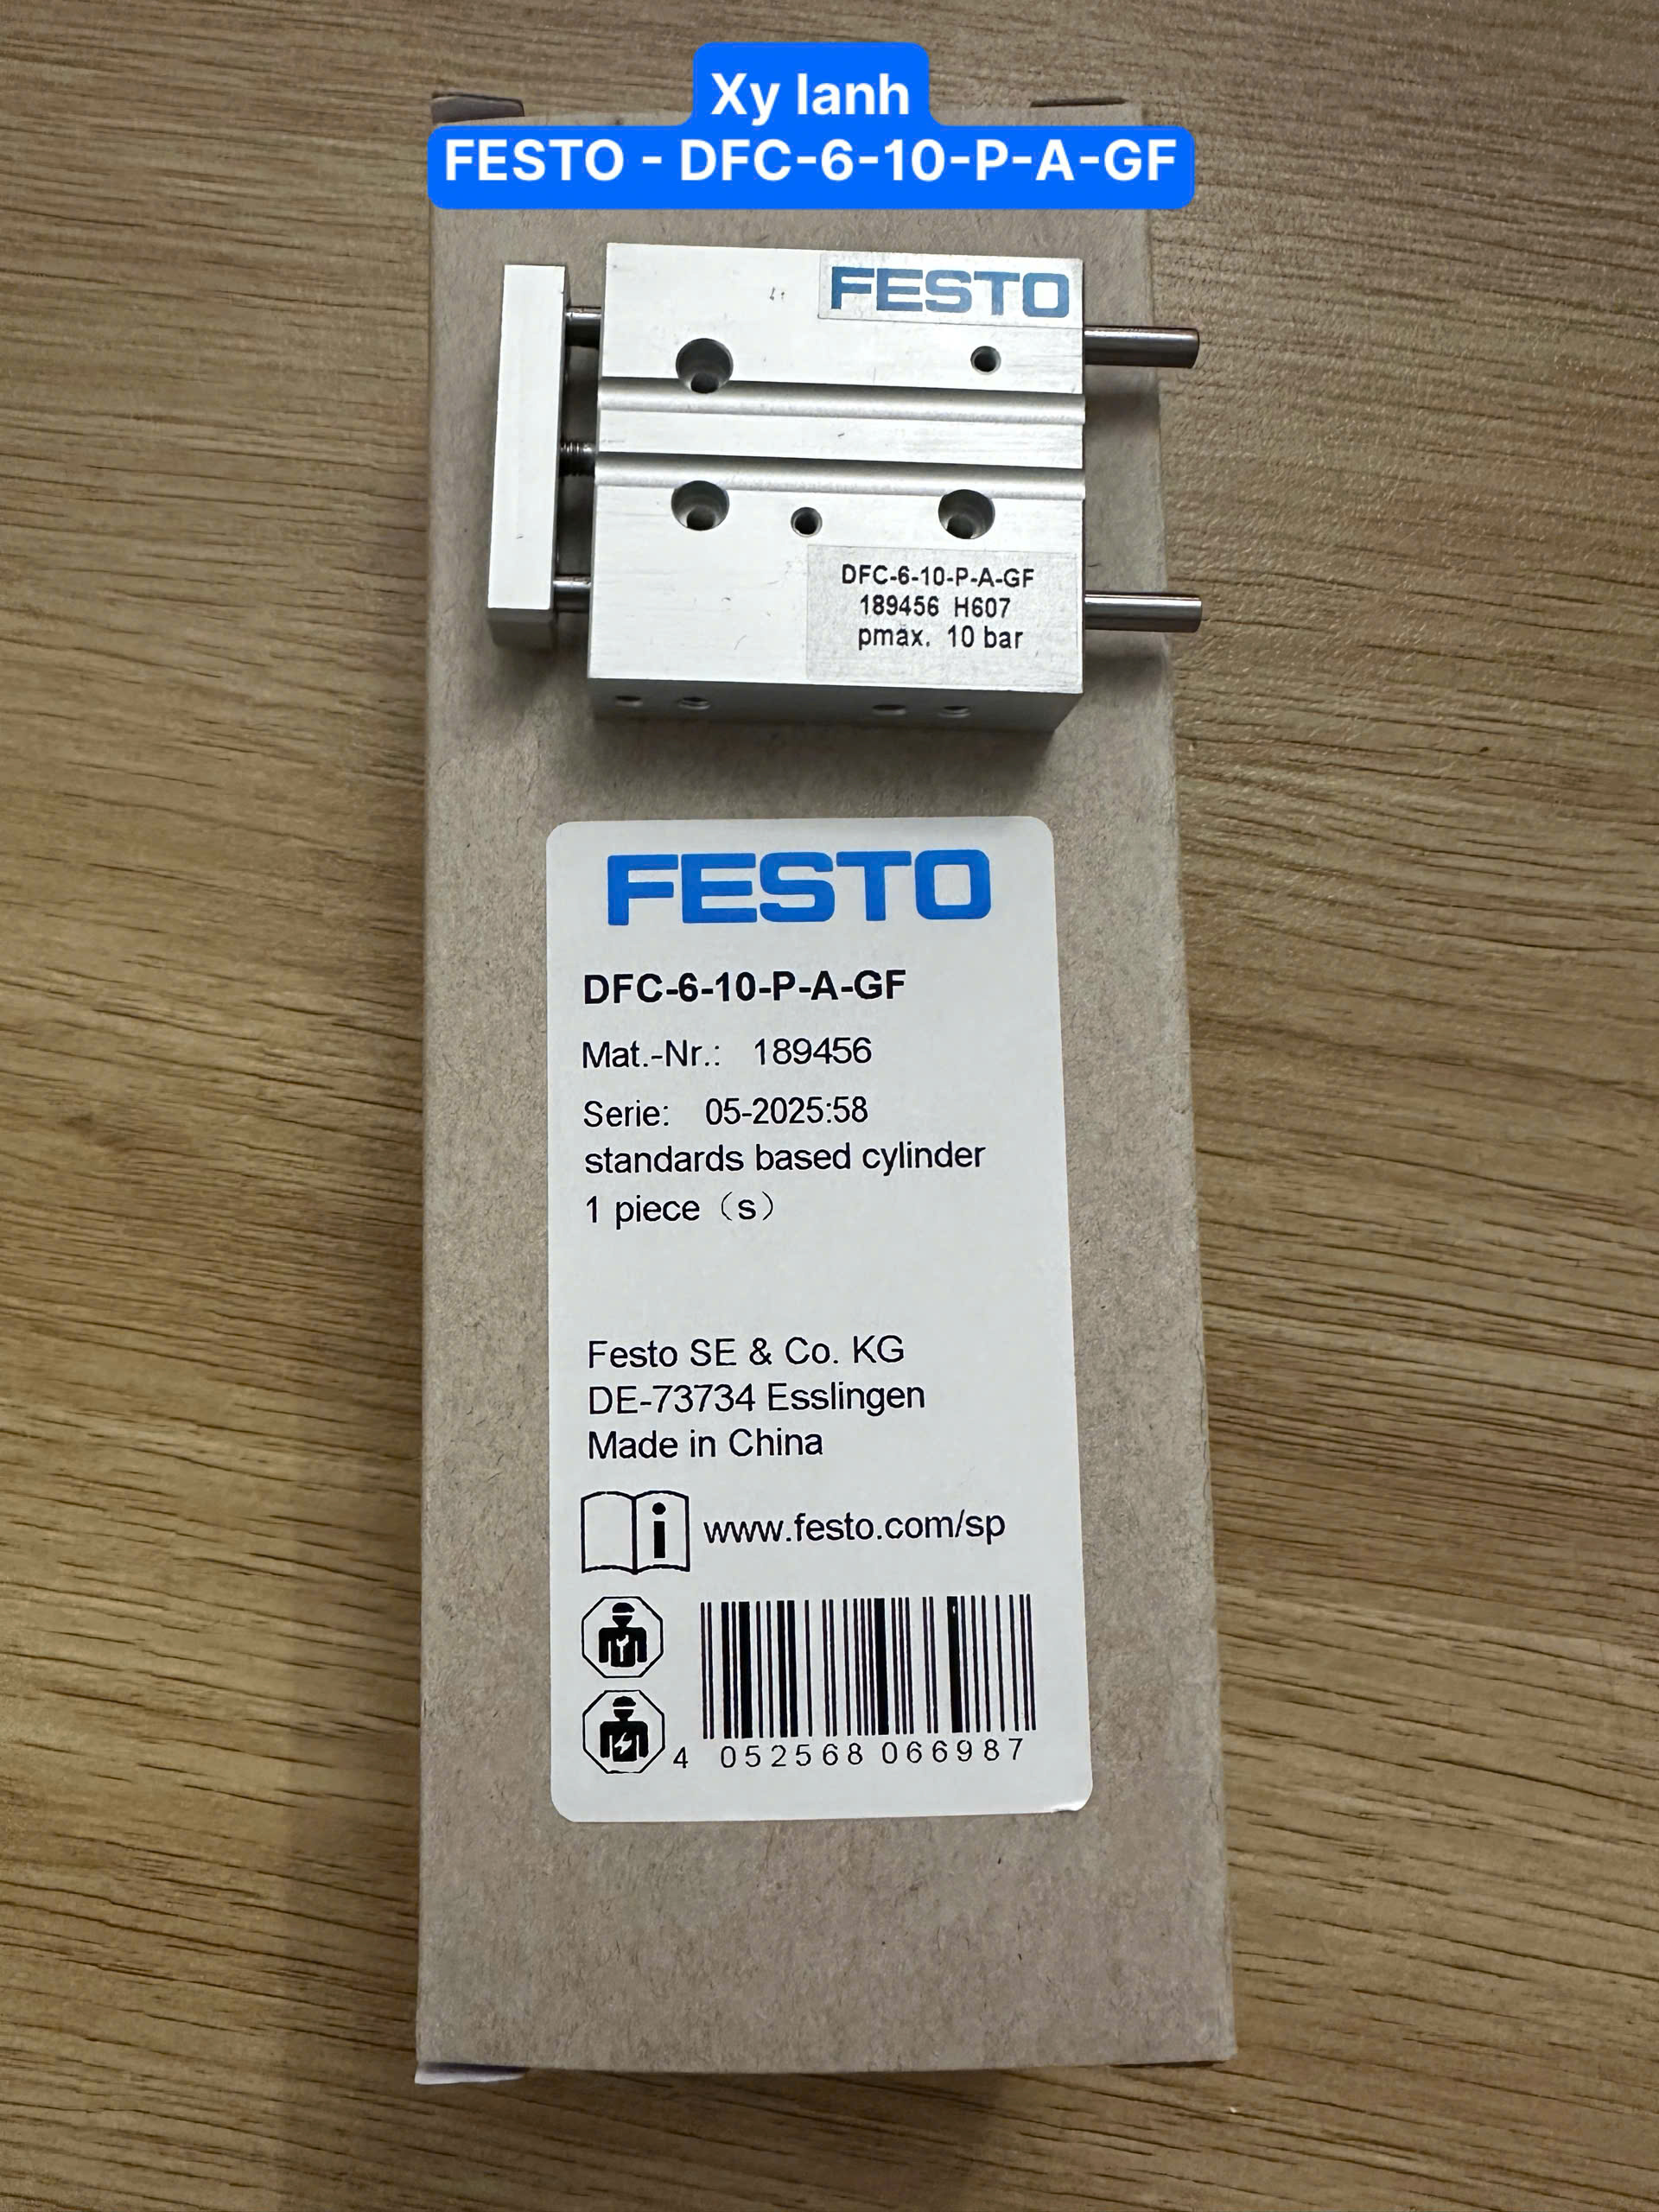 Xy lanh
FESTO - DFC-6-10-P-A-GF
FESTO
DFC-6-10-P-A-GF
189456 H607
pmax. 10 bar
FESTO
DFC-6-10-P-A-GF
Mat.-Nr.: 189456
Serie: 05-2025:58
standards based cylinder
1 piece（s）
Festo SE & Co. KG
DE-73734 Esslingen
Made in China
i www.festo.com/sp
4 052568 066987